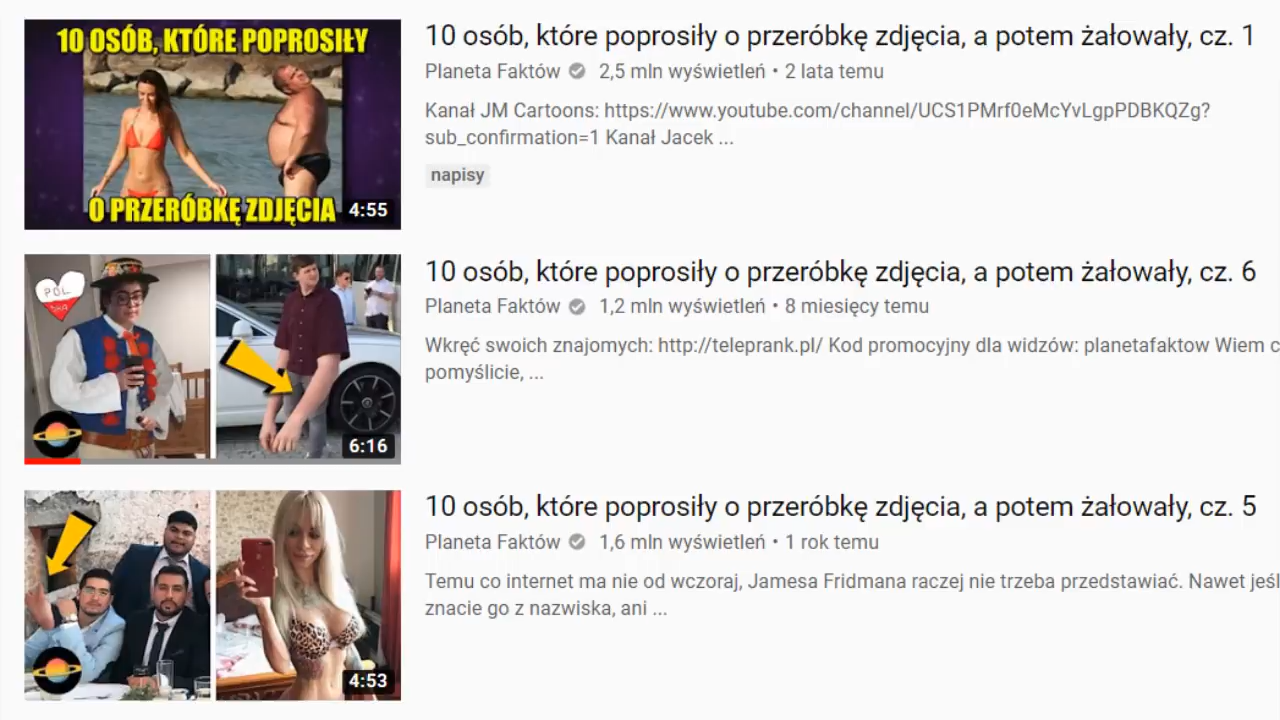 10 OSÓB, KTÓRE POPROSIŁY
O PRZERÓBKĘ ZDJĘCIA
4:55
10 osób, które poprosiły o przeróbkę zdjęcia, a potem żałowały, cz. 1
Planeta Faktów 2,5 mln wyświetleń • 2 lata temu
Kanał JM Cartoons: https://www.youtube.com/channel/UCS1PMrf0eMcYvLgpPDBKQZg?
sub_confirmation=1 Kanał Jacek ...
napisy
POL
SKA
6:16
10 osób, które poprosiły o przeróbkę zdjęcia, a potem żałowały, cz. 6
Planeta Faktów 1,2 mln wyświetleń • 8 miesięcy temu
Wkręć swoich znajomych: http://teleprank.pl/ Kod promocyjny dla widzów: planetafaktow Wiem c
pomyślicie, ...
4:53
10 osób, które poprosiły o przeróbkę zdjęcia, a potem żałowały, cz. 5
Planeta Faktów 1,6 mln wyświetleń • 1 rok temu
Temu co internet ma nie od wczoraj, Jamesa Fridmana raczej nie trzeba przedstawiać. Nawet jeśl
znacie go z nazwiska, ani ...